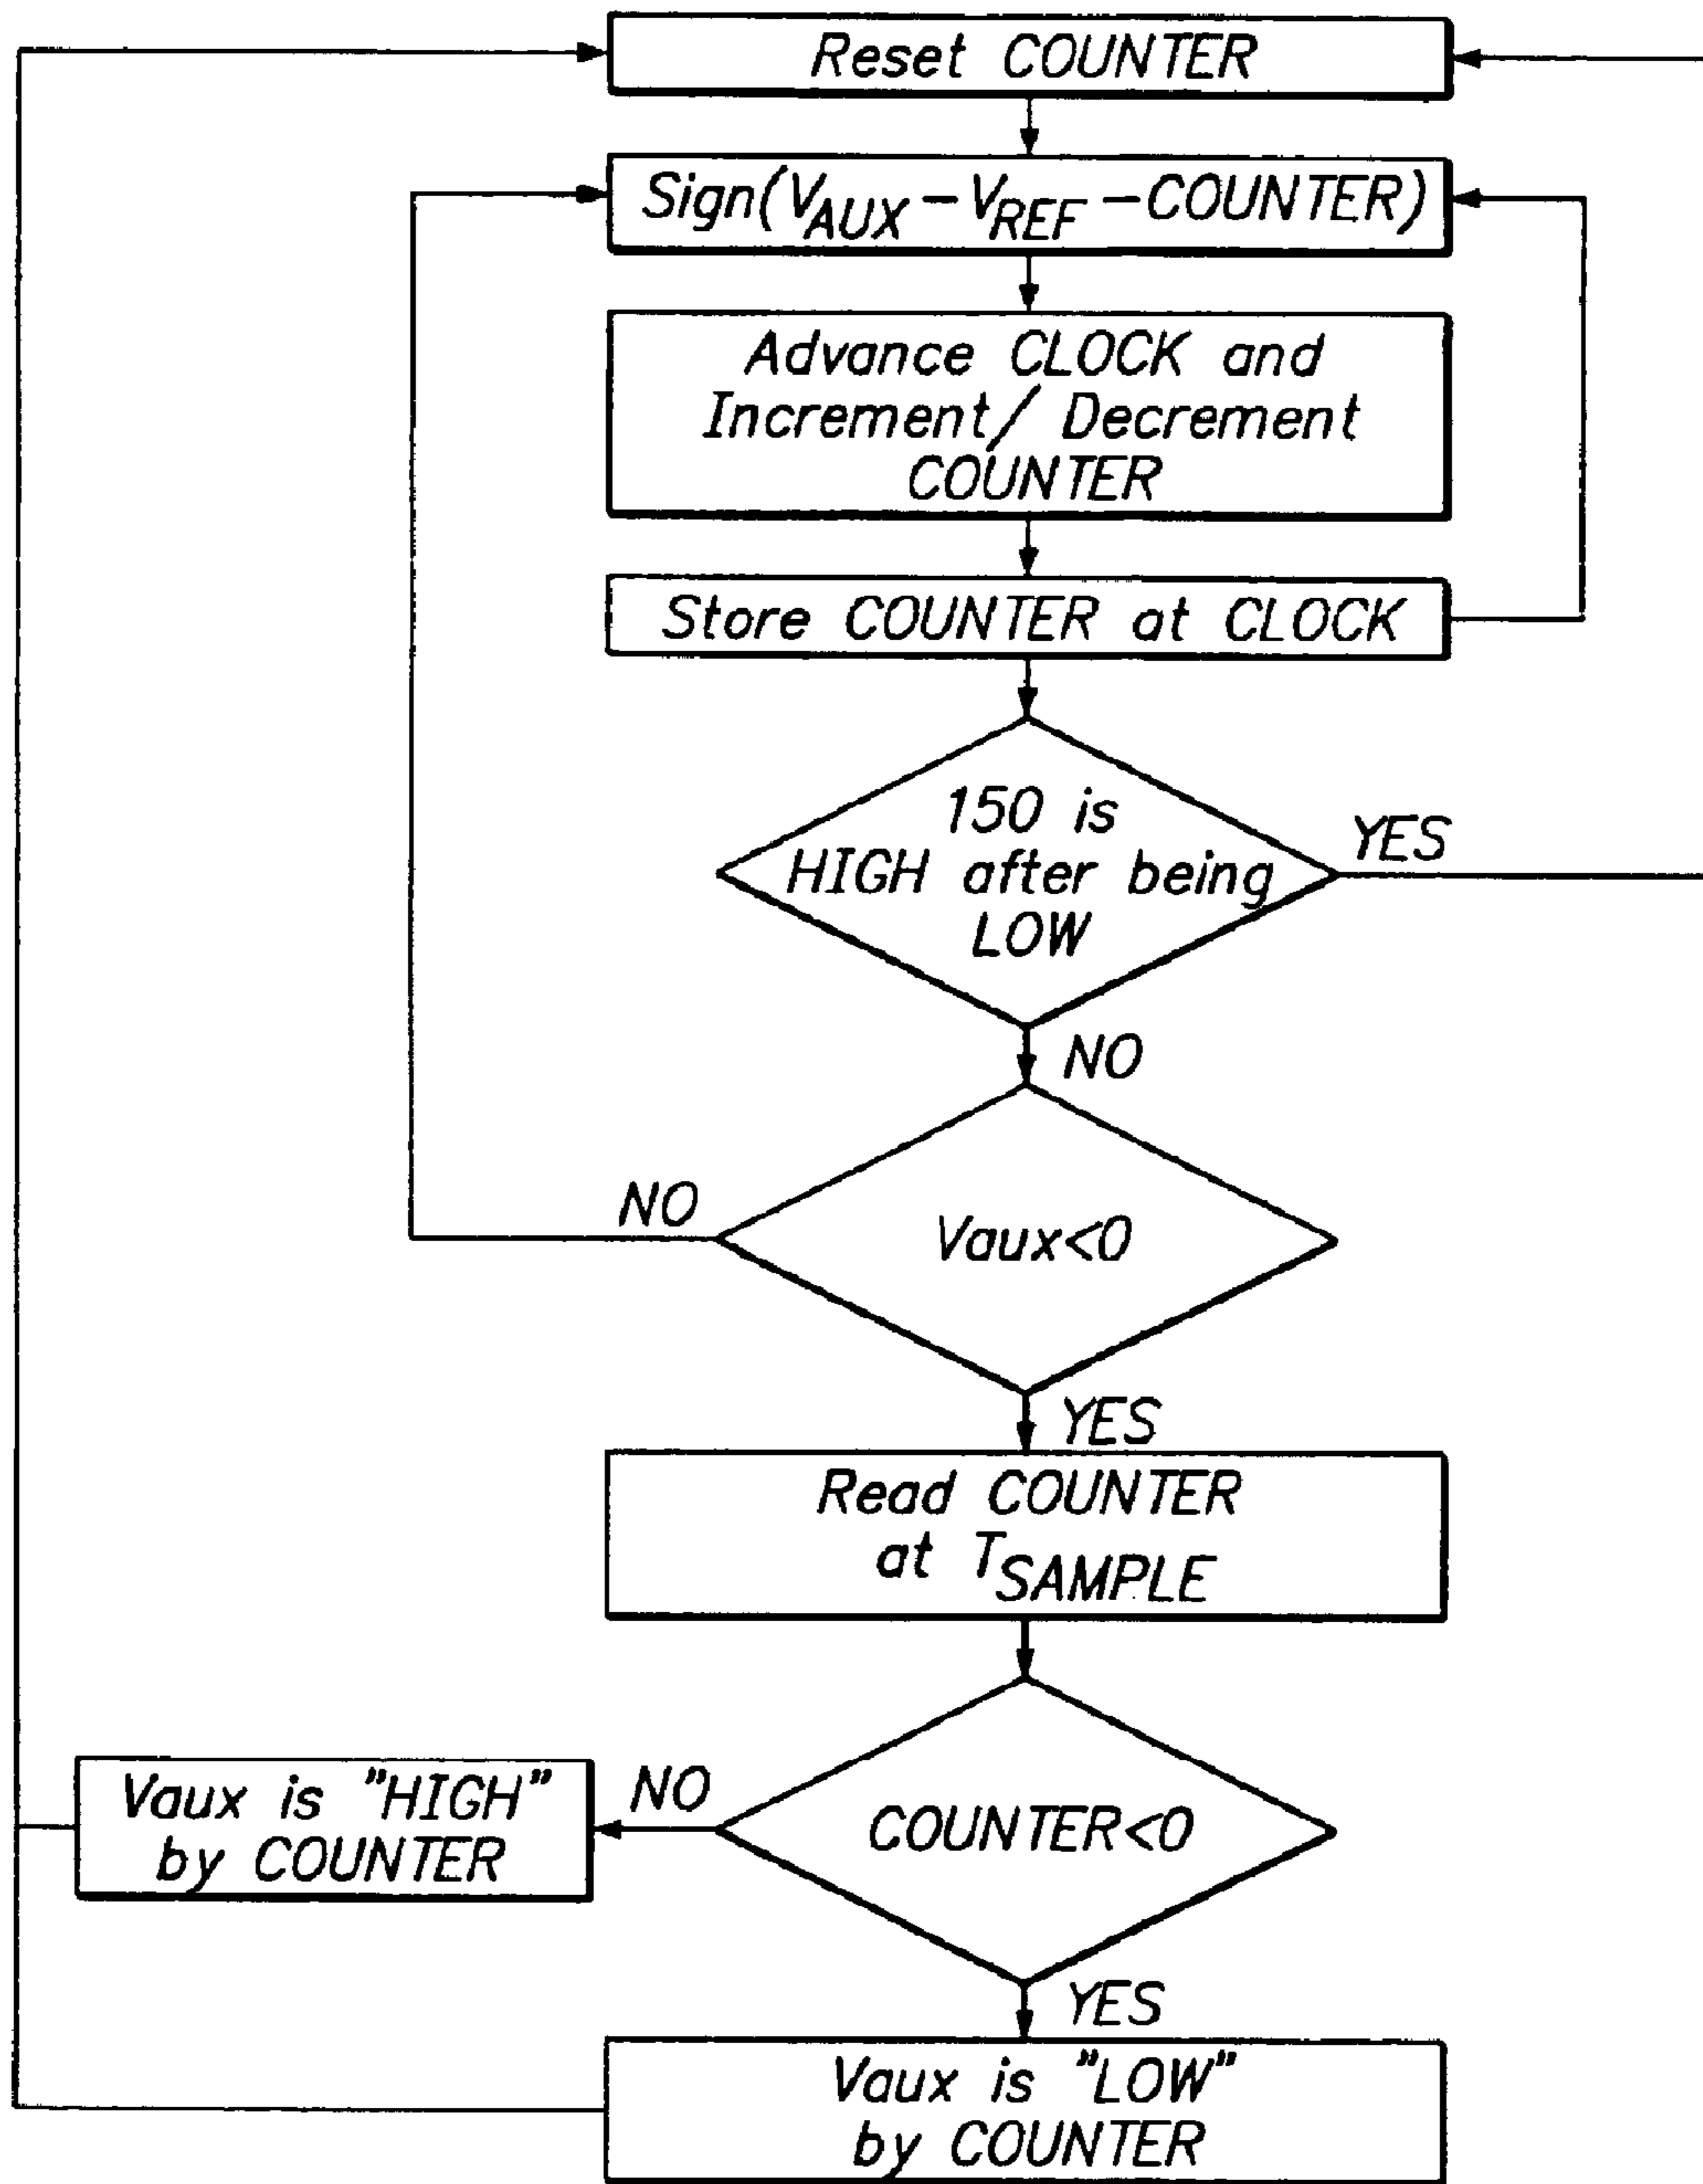 Reset COUNTER
Sign(VAUX-VREF-COUNTER)
Advance CLOCK and
Increment/Decrement
COUNTER
Store COUNTER at CLOCK
150 is
HIGH after being
LOW
YES
NO
Vaux<0
NO
YES
Read COUNTER
at TSAMPLE
COUNTER<0
NO
Vaux is "HIGH"
by COUNTER
YES
Vaux is "LOW"
by COUNTER